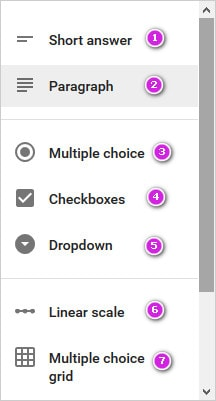 Short answer 1
Paragraph 2
Multiple choice 3
Checkboxes 4
Dropdown 5
Linear scale 6
Multiple choice 7
grid